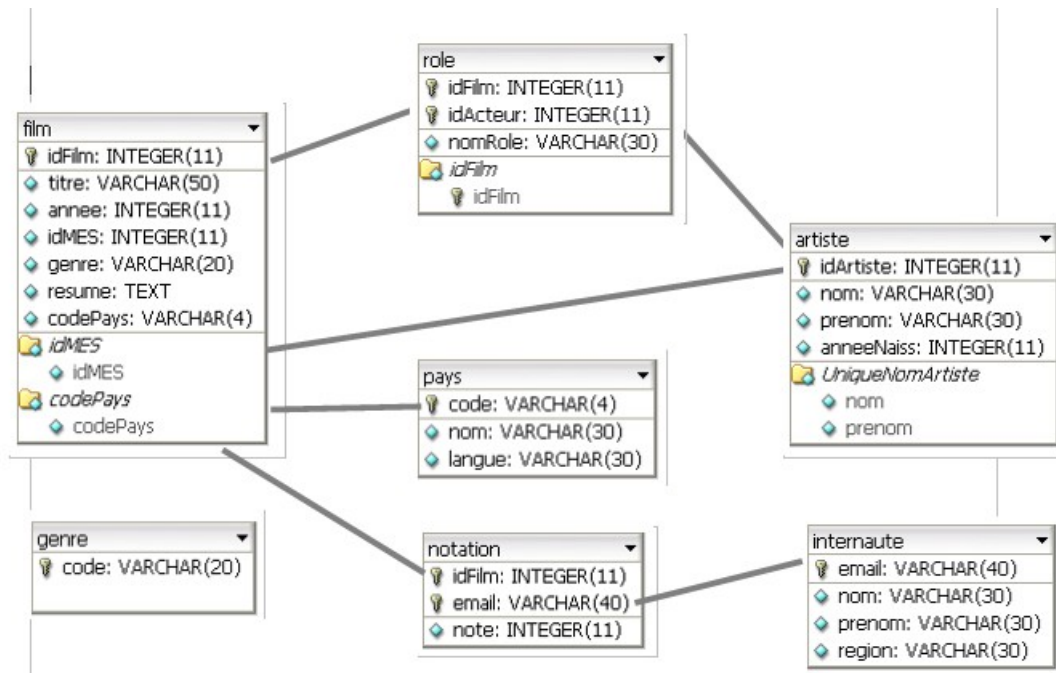 film
idFilm: INTEGER(11)
titre: VARCHAR(50)
annee: INTEGER(11)
idMES: INTEGER(11)
genre: VARCHAR(20)
resume: TEXT
codePays: VARCHAR(4)
idMES
idMES
codePays
codePays
role
idFilm: INTEGER(11)
idActeur: INTEGER(11)
nomRole: VARCHAR(30)
idFilm
idFilm
artiste
idArtiste: INTEGER(11)
nom: VARCHAR(30)
prenom: VARCHAR(30)
anneeNaiss: INTEGER(11)
UniqueNomArtiste
nom
prenom
pays
code: VARCHAR(4)
nom: VARCHAR(30)
langue: VARCHAR(30)
genre
code: VARCHAR(20)
notation
idFilm: INTEGER(11)
email: VARCHAR(40)
note: INTEGER(11)
internaute
email: VARCHAR(40)
nom: VARCHAR(30)
prenom: VARCHAR(30)
region: VARCHAR(30)